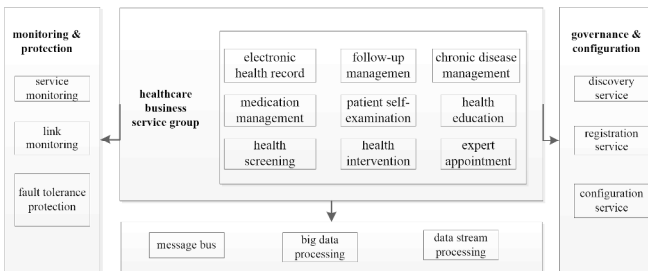 monitoring &
protection
service
monitoring
link
monitoring
fault tolerance
protection
healthcare
business
service group
electronic
health record
follow-up
managemen
chronic disease
management
medication
management
patient self-
examination
health
education
health
screening
health
intervention
expert
appointment
message bus
big data
processing
data stream
processing
governance &
configuration
discovery
service
registration
service
configuration
service